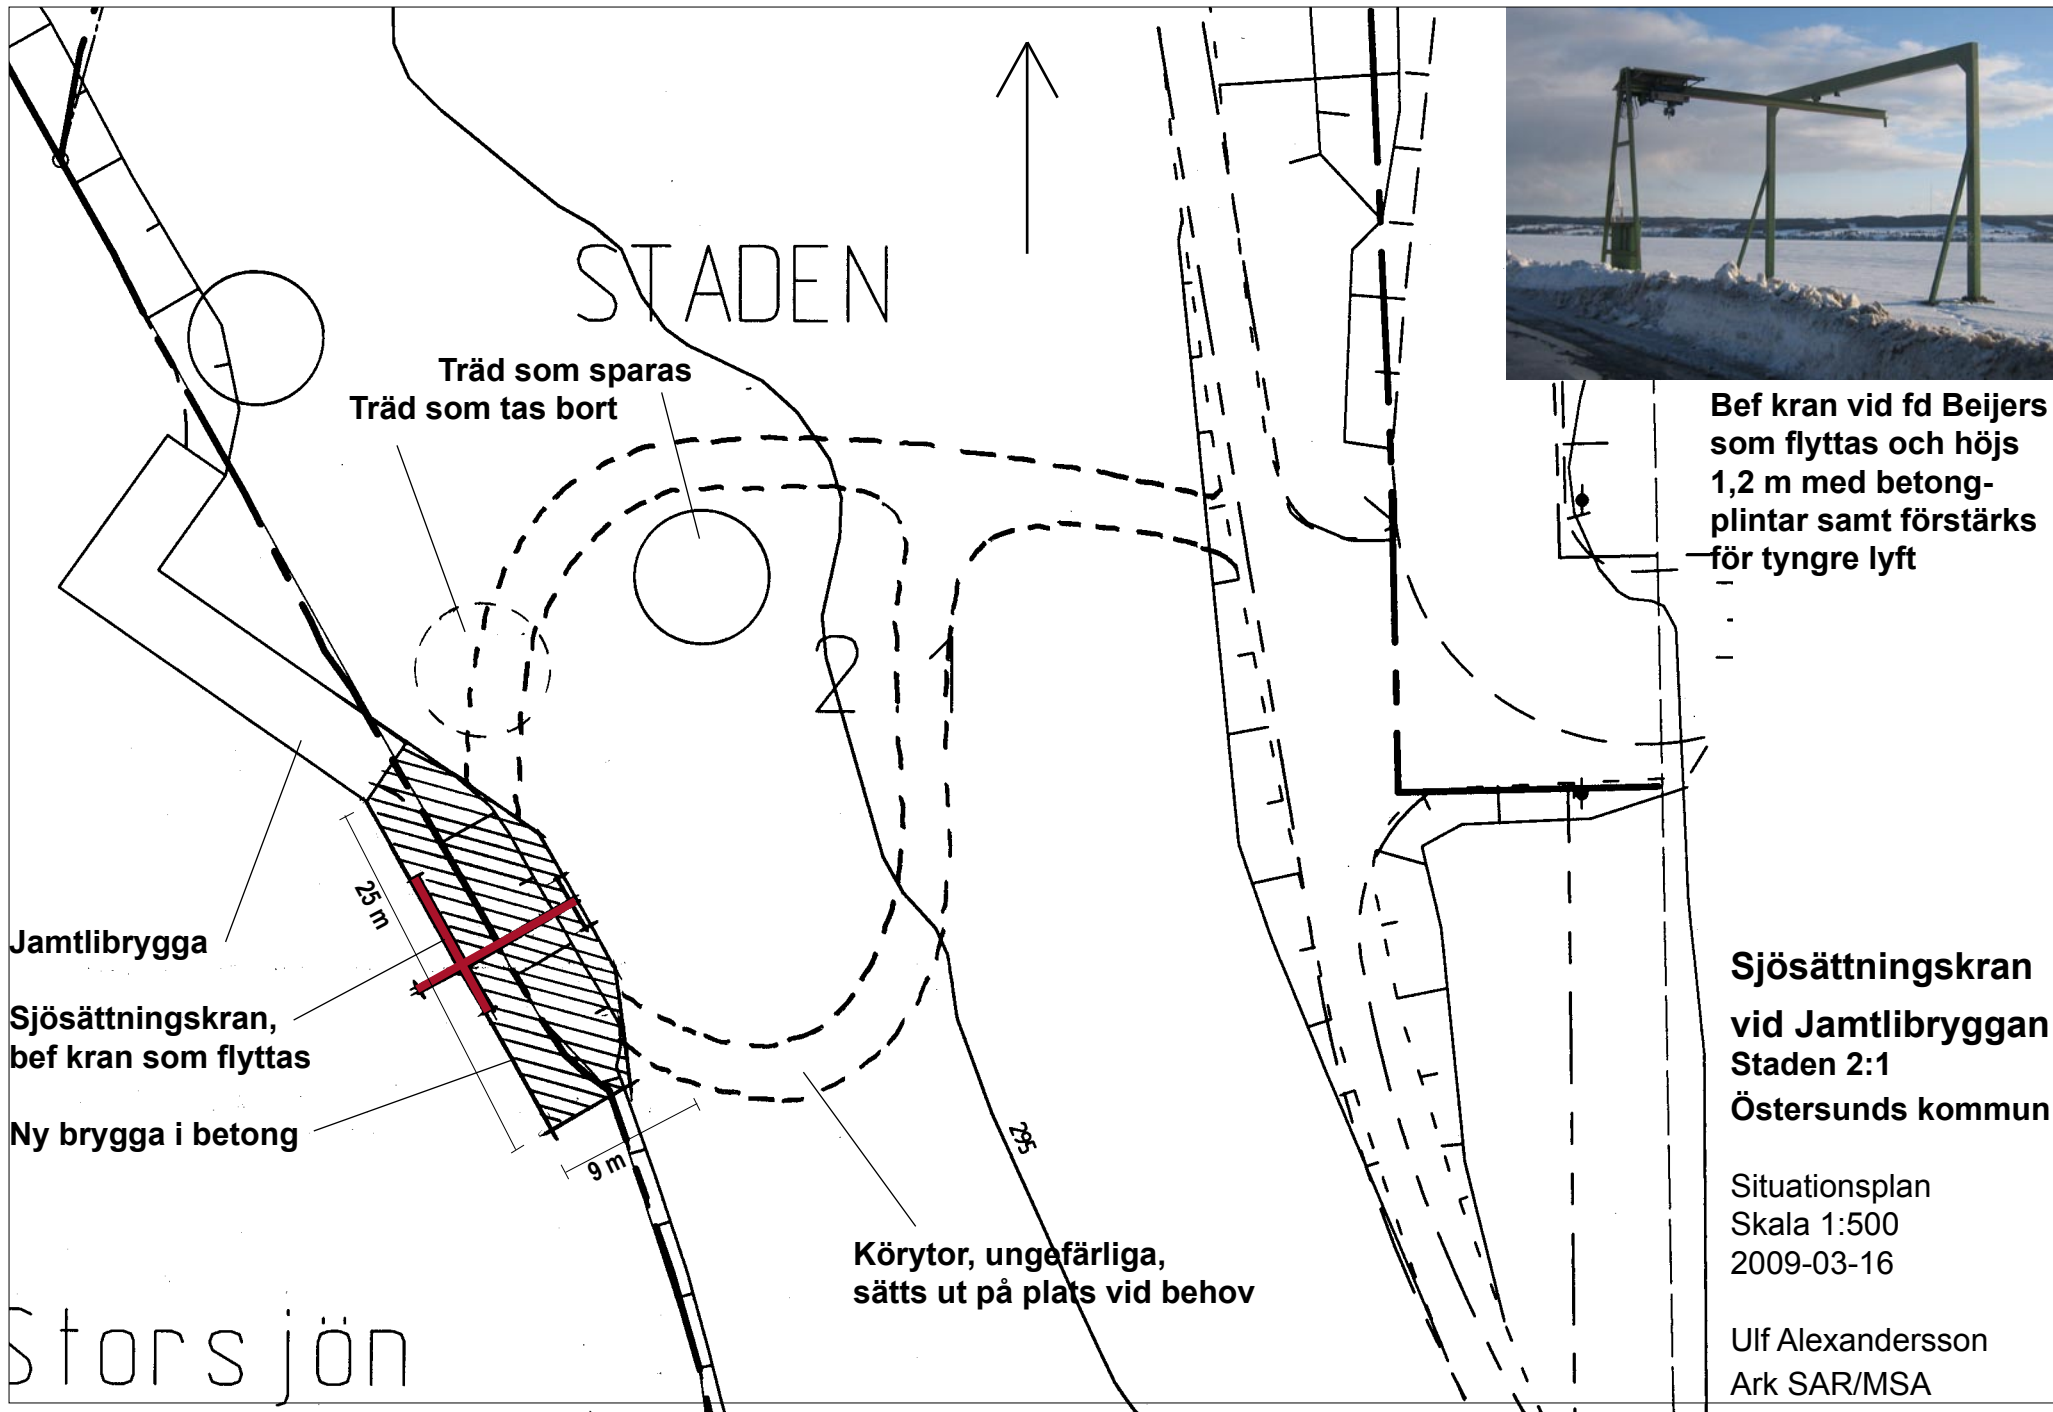 STADEN
Träd som sparas
Träd som tas bort
2 1
Bef kran vid fd Beijers
som flyttas och höjs
1,2 m med betong-
plintar samt förstärks
för tyngre lyft
25 m
Jamtlibrygga
Sjösättningskran,
bef kran som flyttas
Ny brygga i betong
9 m
295
Körytor, ungefärliga,
sätts ut på plats vid behov
Storsjön
Sjösättningskran
vid Jamtlibryggan
Staden 2:1
Östersunds kommun
Situationsplan
Skala 1:500
2009-03-16
Ulf Alexandersson
Ark SAR/MSA